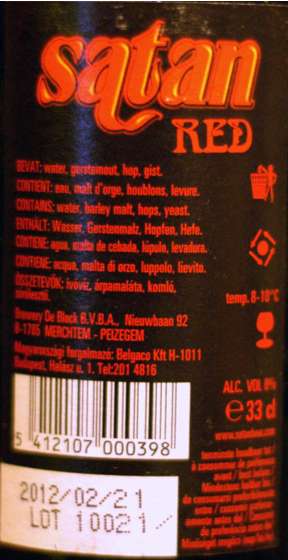 satan
RED
BEVAT: water, gerstemout, hop, gist.
CONTIENT: eau, malt d'orge, houblons, levure.
CONTAINS: water, barley malt, hops, yeast.
ENTHÄLT: Wasser, Gerstenmalz, Hopfen, Hefe.
CONTIENE: agua, malta de cebada, lúpulo, levadora.
CONTIENE: acqua, malta di orzo, luppolo, lievito.
ÖSSZETEVŐK: ivóvíz, árpamaláta, komló,
temp. 8-10°C
Brewery De Block B.V.B.A., Nieuwbaan 92
B-1785 MERCHTEM - PEIZEGEM
Magyarországi forgalmazó: Belgaco Kft H-1011
Budapest, Halász u. 1. Tel:201 4816
ALC. VOL 8%
e 33 cl
5 412107 000398
2012/02/21
LOT 10021